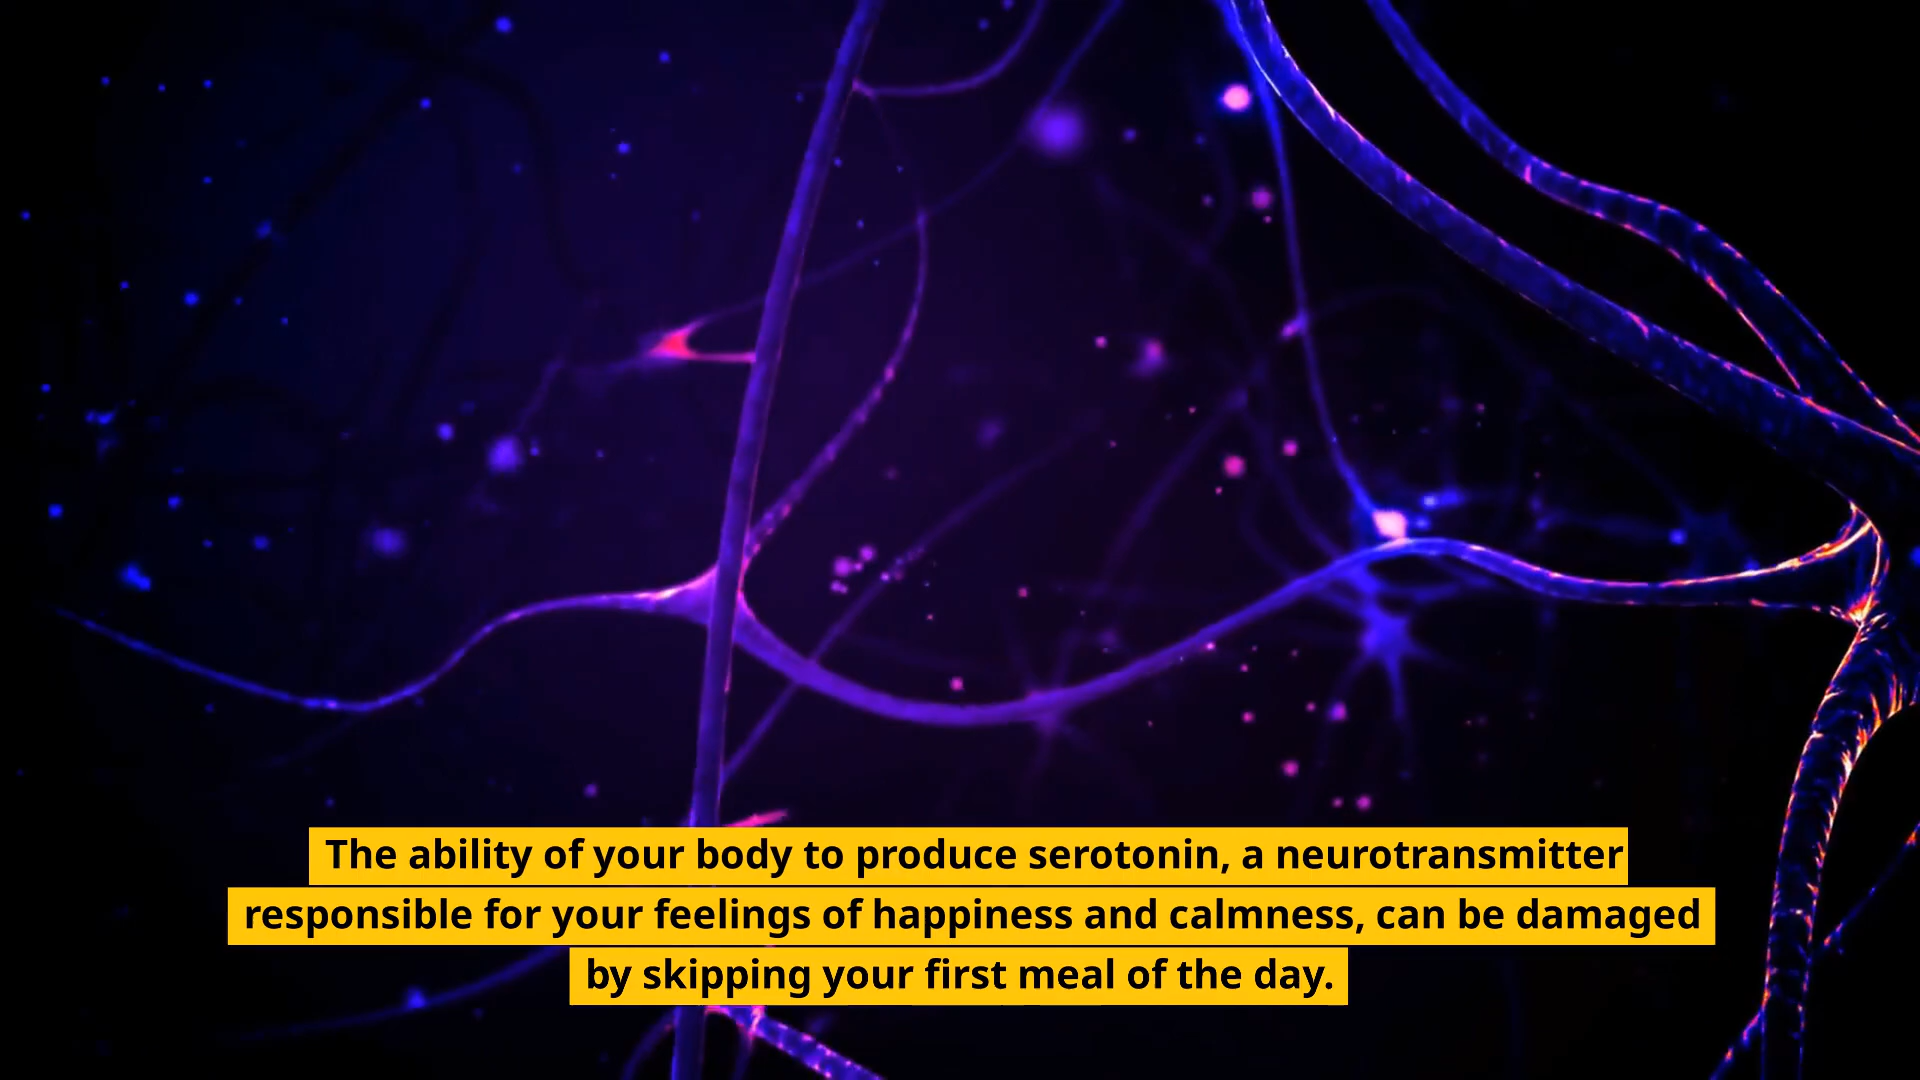 The ability of your body to produce serotonin, a neurotransmitter
responsible for your feelings of happiness and calmness, can be damaged
by skipping your first meal of the day.